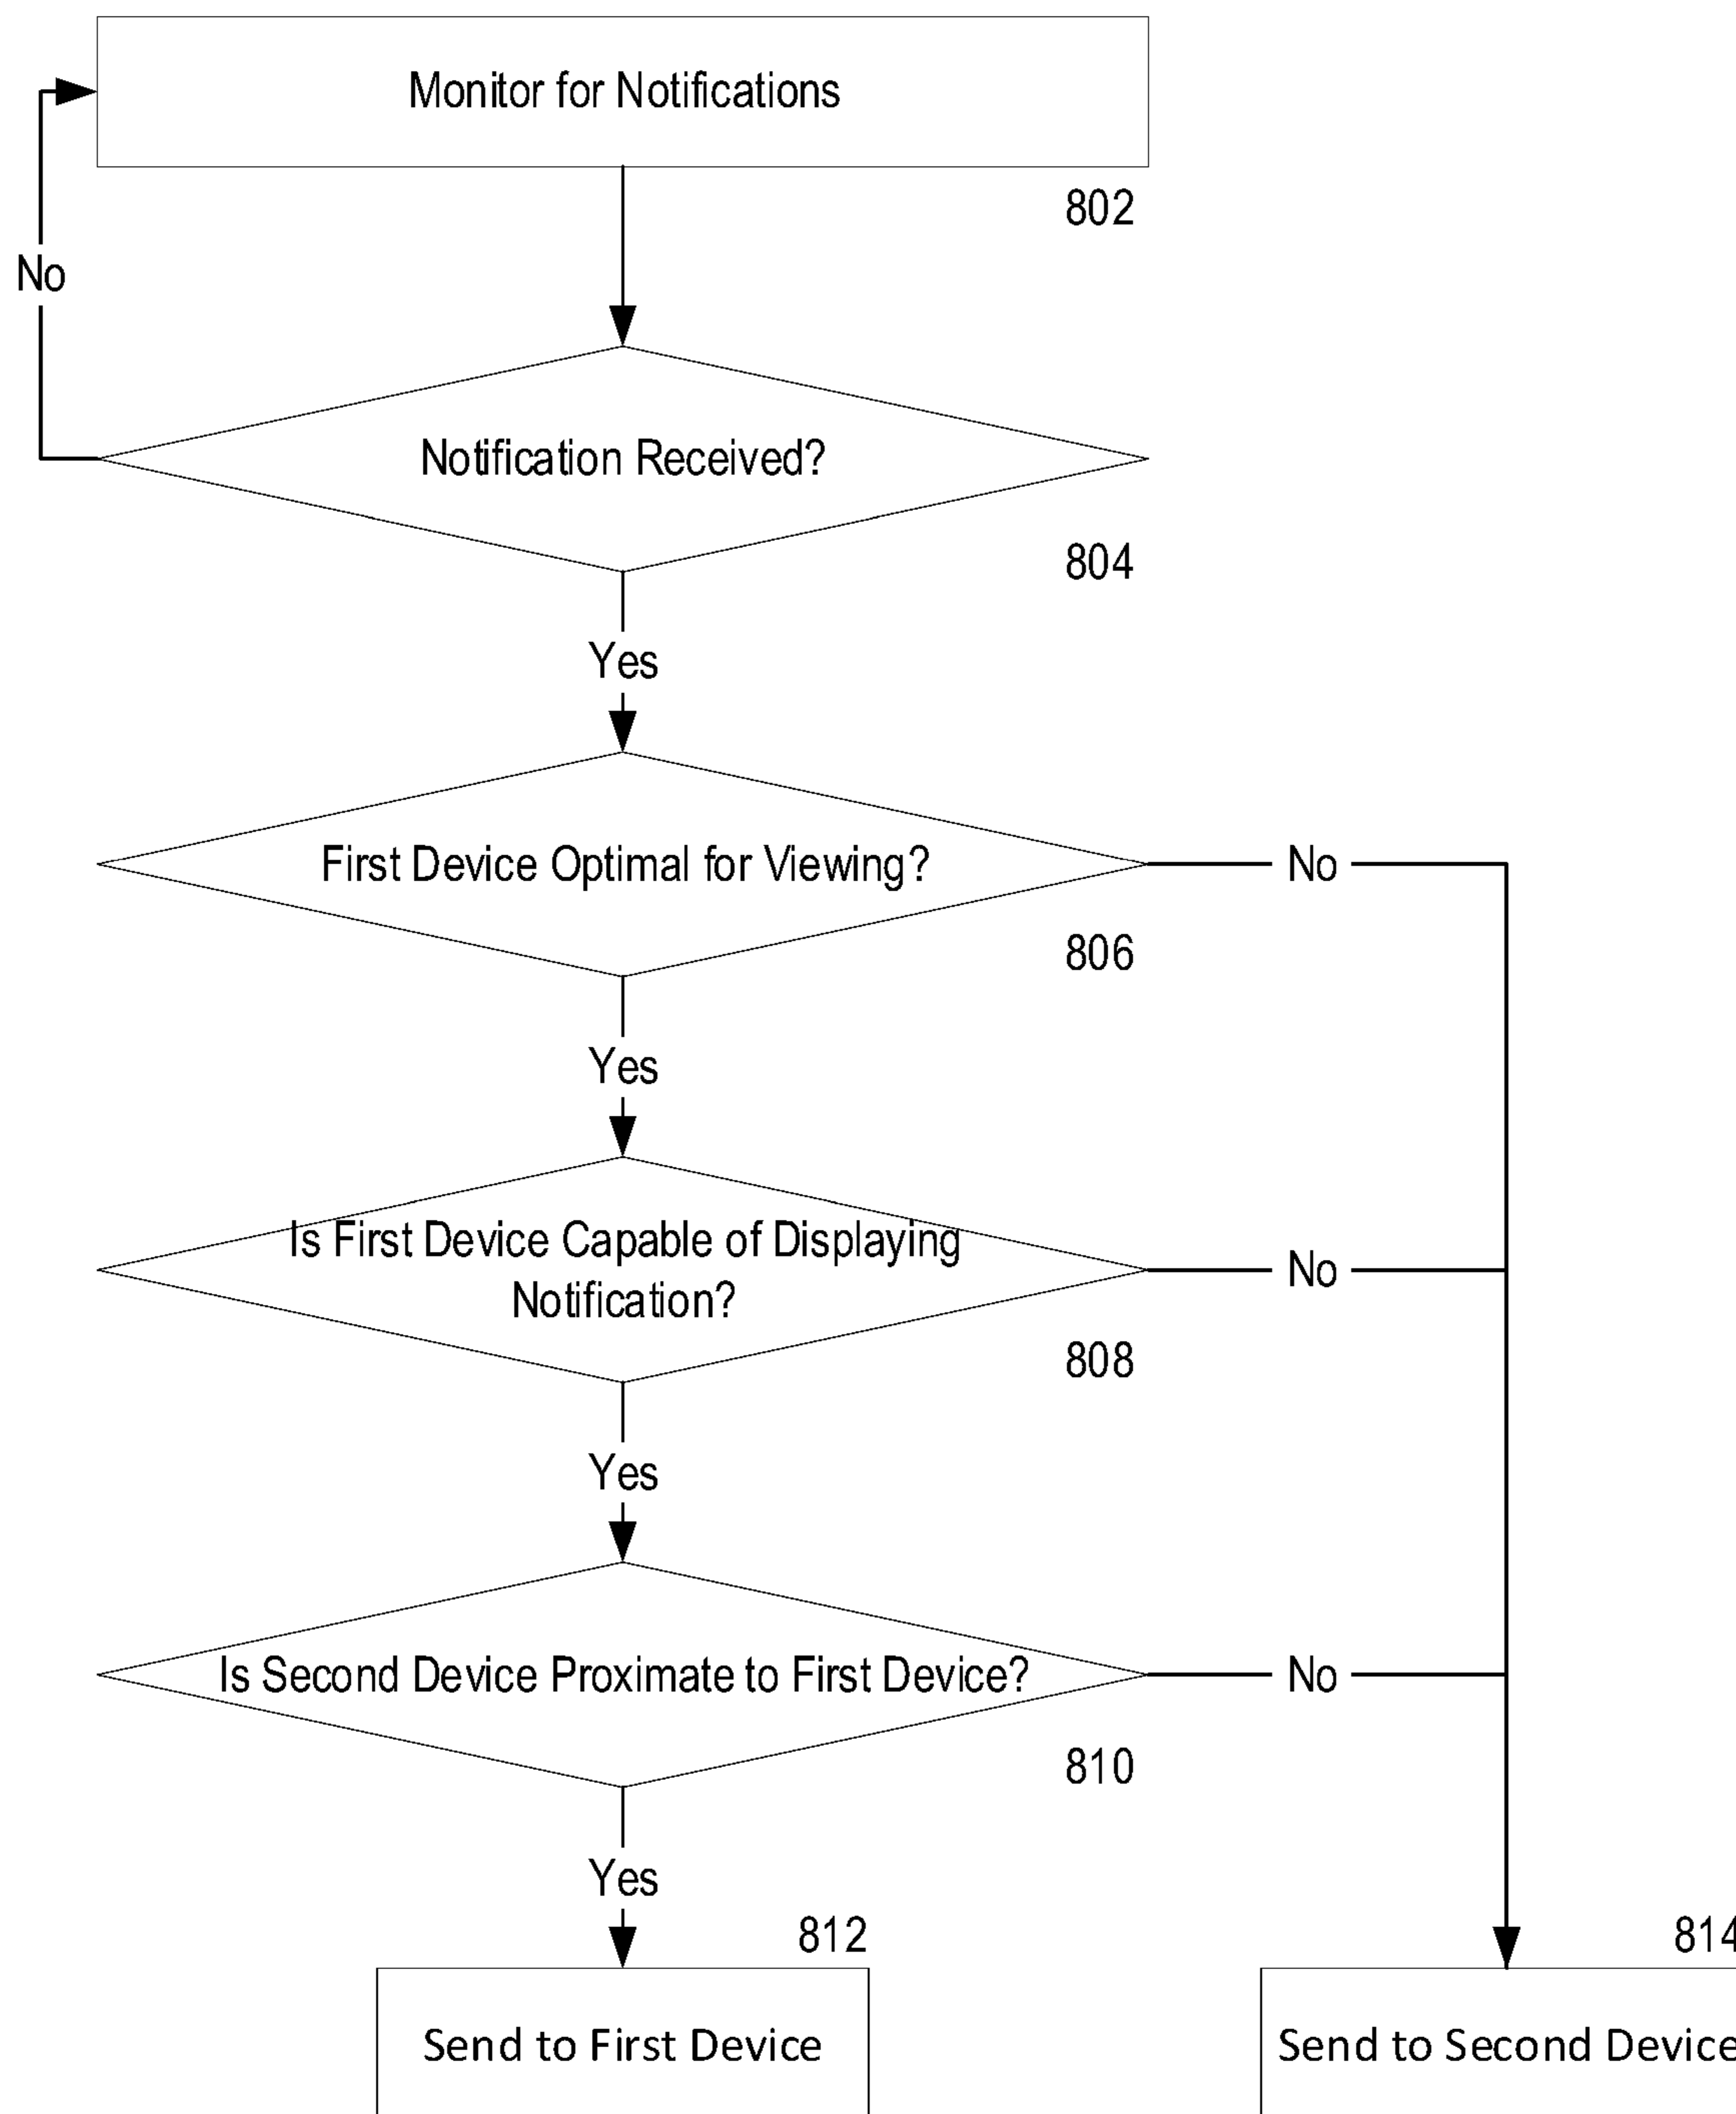 Monitor for Notifications
802
No
Notification Received?
804
Yes
First Device Optimal for Viewing?
No
806
Yes
Is First Device Capable of Displaying
Notification?
No
808
Yes
Is Second Device Proximate to First Device?
No
810
Yes
812
814
Send to First Device
Send to Second Device